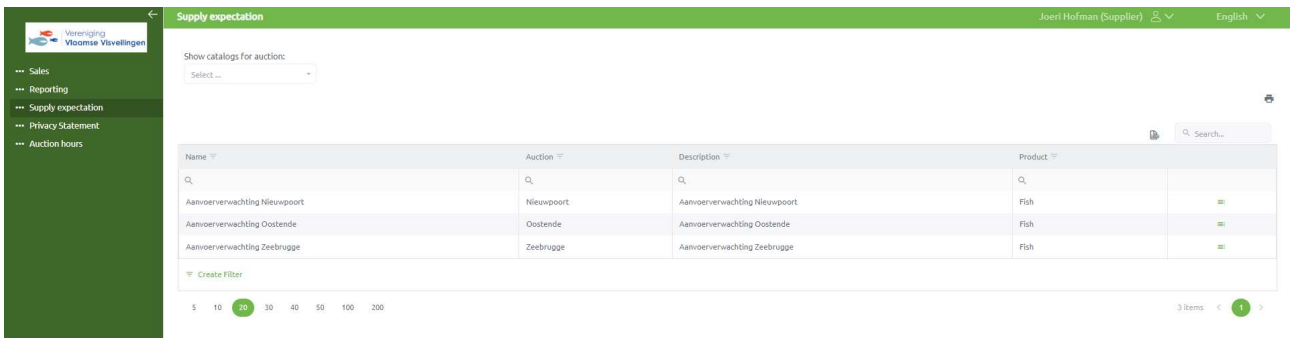 Vereniging
Vlaamse Visveilingen
Sales
Reporting
Supply expectation
Privacy Statement
Auction hours
Supply expectation Joeri Hofman (Supplier) English
Show catalogs for auction:
Select ...
Search...
Name Auction Description Product
Aanvoerverwachting Nieuwpoort Nieuwpoort Aanvoerverwachting Nieuwpoort Fish
Aanvoerverwachting Oostende Oostende Aanvoerverwachting Oostende Fish
Aanvoerverwachting Zeebrugge Zeebrugge Aanvoerverwachting Zeebrugge Fish
Create Filter
5 10 20 30 40 50 100 200 3 items < 1 >